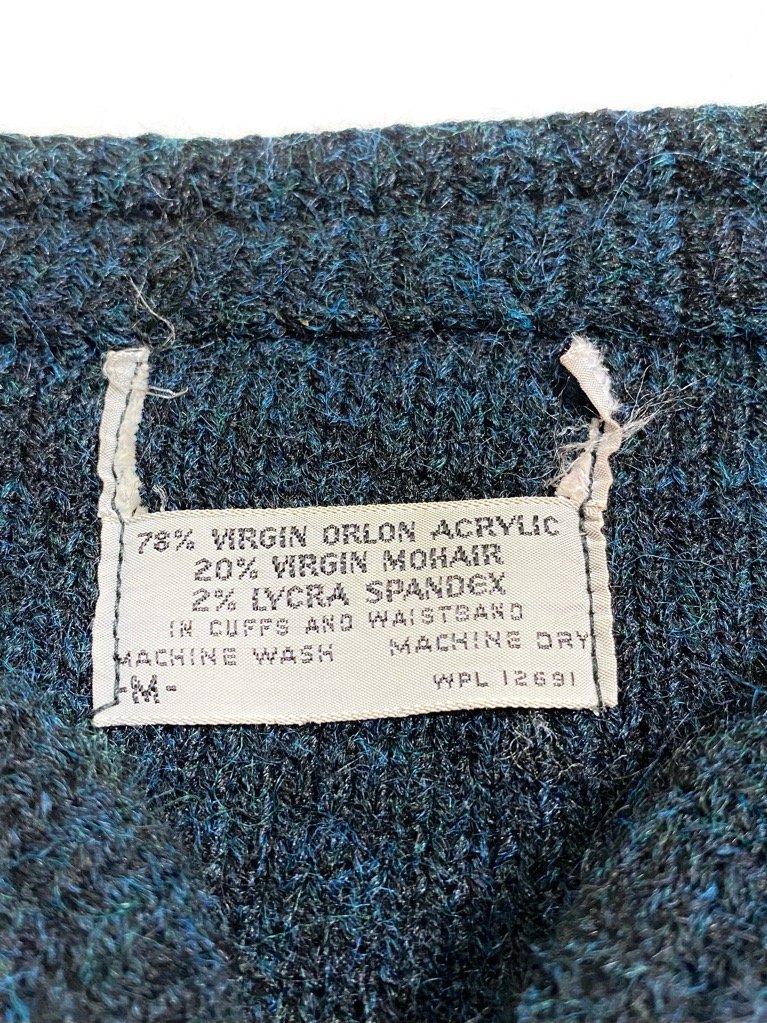 78% VIRGIN ORLON ACRYLIC
20% VIRGIN MOHAIR
2% LYCRA SPANDEX
IN CUFFS AND WAISTBAND
MACHINE WASH MACHINE DRY
-M- WPL 12691